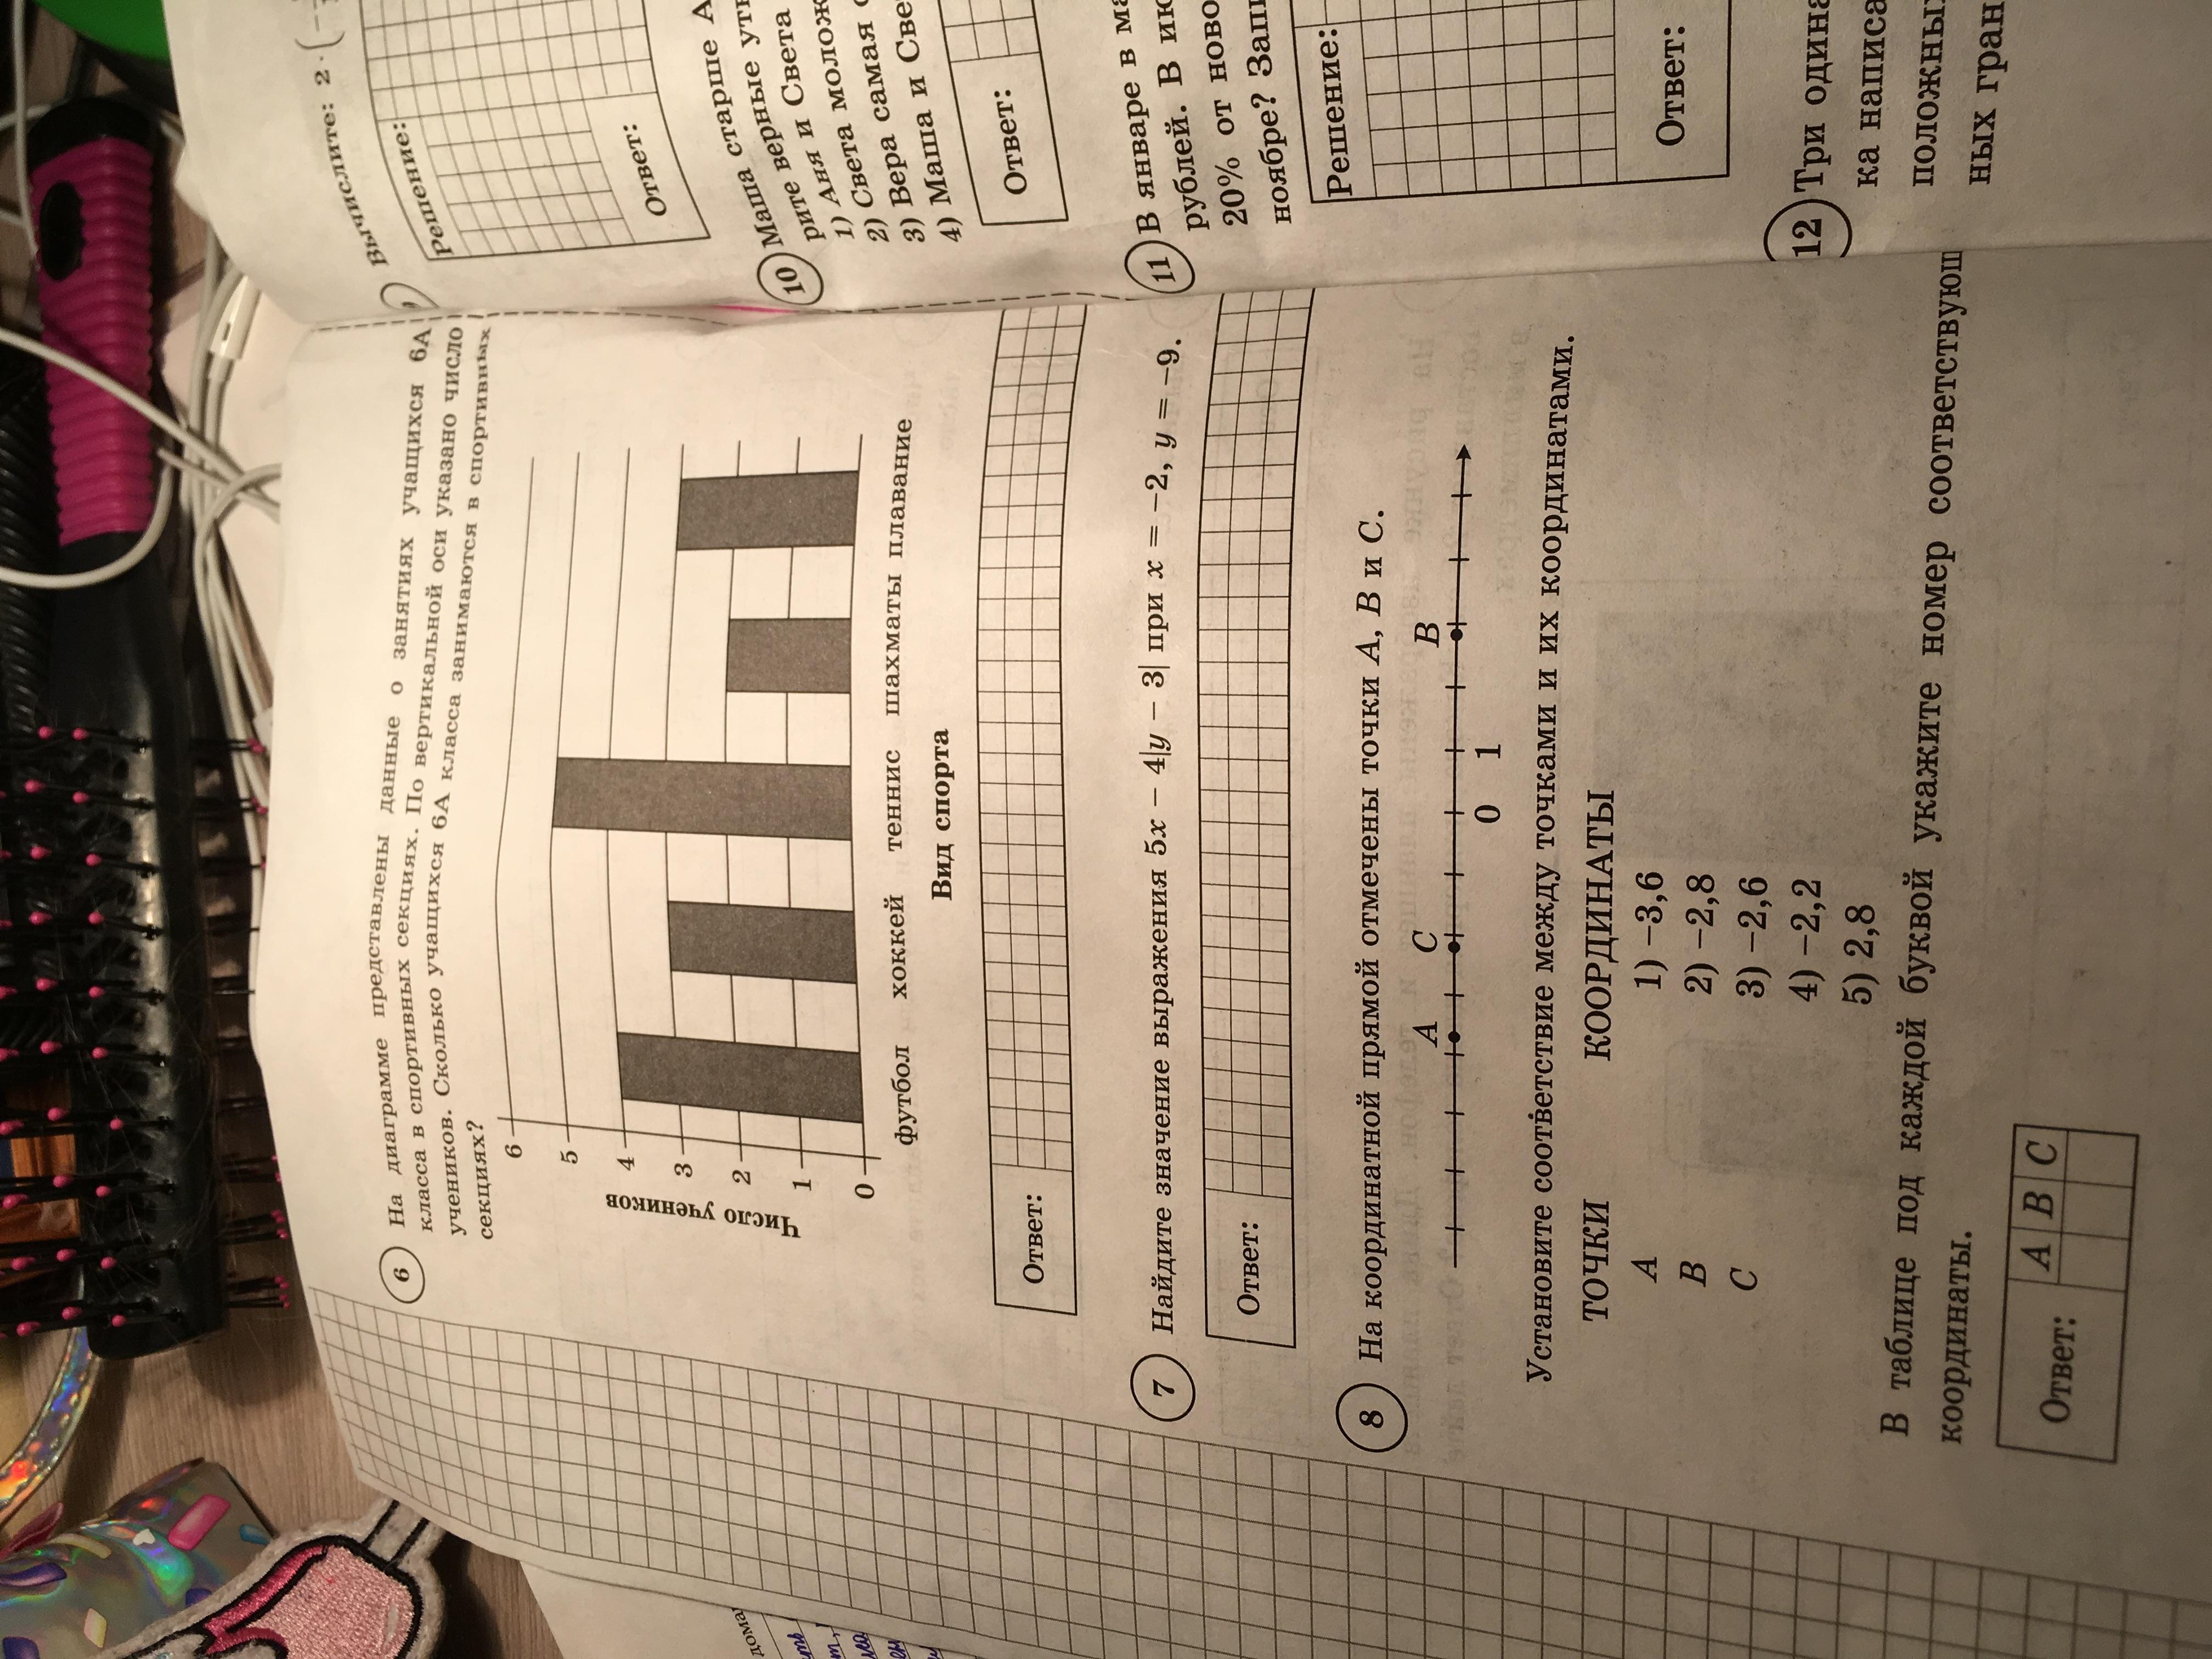 6 На диаграмме представлены данные о занятиях учащихся 6А
класса в спортивных секциях. По вертикальной оси указано число
учеников. Сколько учащихся 6А класса занимаются в спортивных
секциях?
Число учеников
6
5
4
3
2
1
0
футбол хоккей теннис шахматы плавание
Вид спорта
Ответ:
7 Найдите значение выражения 5x − 4|y − 3| при x = −2, y = −9.
Ответ:
8 На координатной прямой отмечены точки A, B и C.
A C B
0 1
Установите соответствие между точками и их координатами.
ТОЧКИ КООРДИНАТЫ
A 1) −3,6
B 2) −2,8
C 3) −2,6
4) −2,2
5) 2,8
В таблице под каждой буквой укажите номер соответствующ
координаты.
Ответ: A B C
Вычислите: 2 · (−
Решение:
Ответ:
10 Маша старше А
Маша
рите верные ут
1) Аня и Света
2) Света самая
3) Вера самая
4) Маша и Све
Ответ:
11 В январе в ма
рублей. В ию
20% от ново
ноябре? Запи
Решение:
Ответ:
12 Три одина
ка написа
положны
ных гран